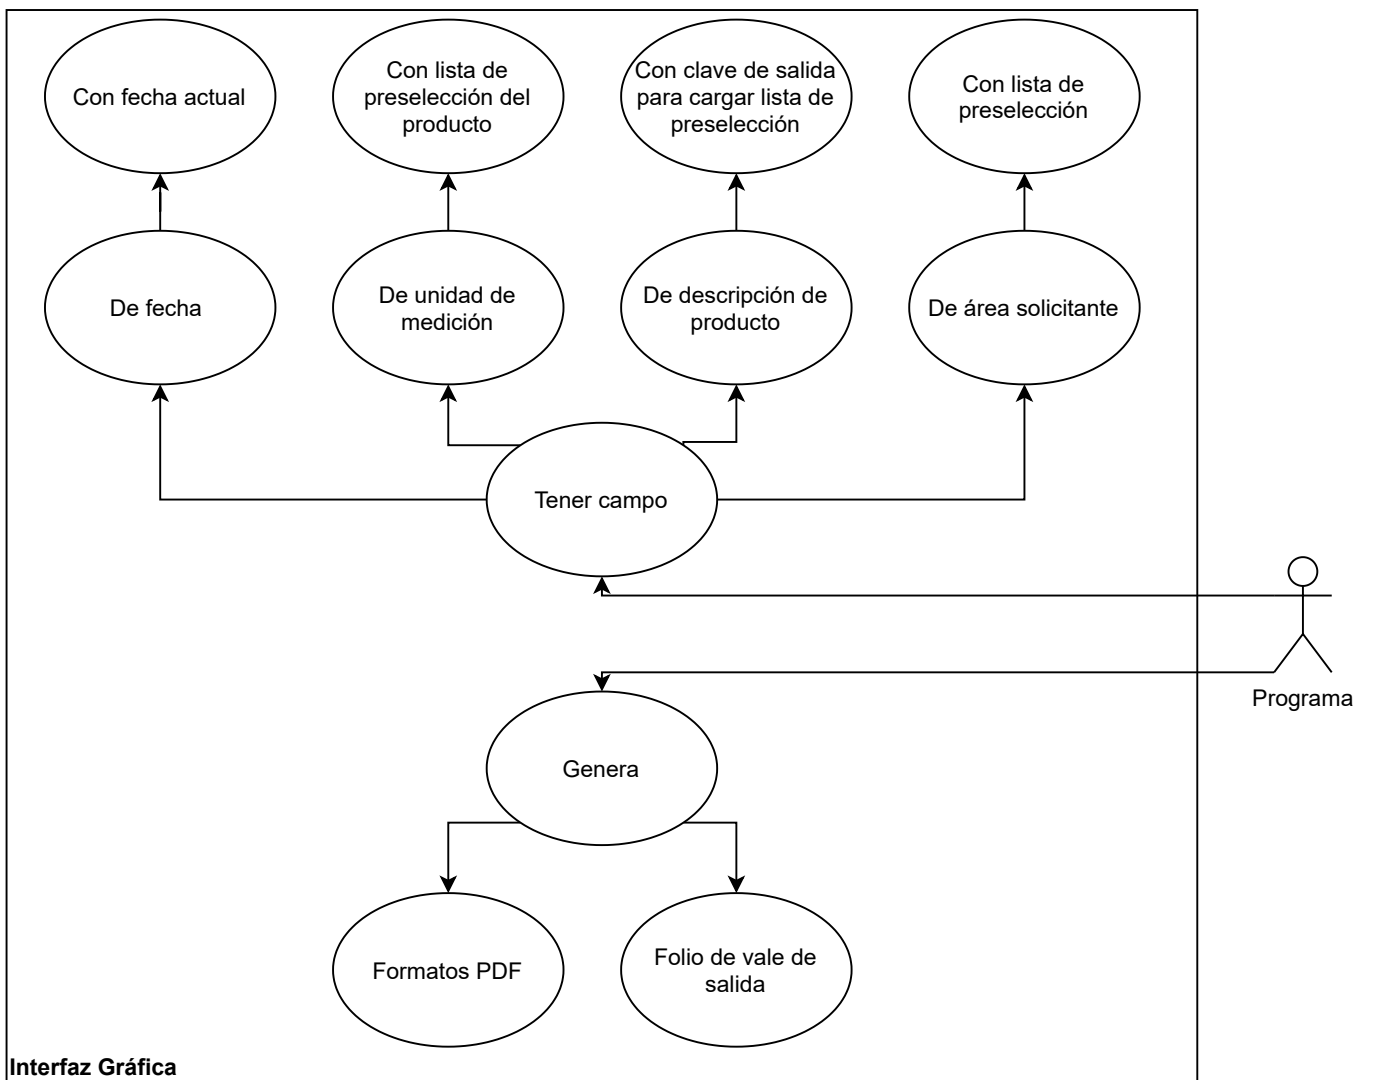 Con fecha actual
Con lista de
preselección del
producto
Con clave de salida
para cargar lista de
preselección
Con lista de
preselección
De fecha
De unidad de
medición
De descripción de
producto
De área solicitante
Tener campo
Programa
Genera
Formatos PDF
Folio de vale de
salida
Interfaz Gráfica